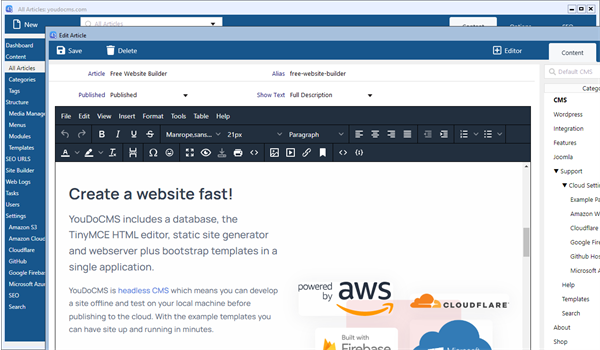 All Articles: youdocms.com
New
All Articles
Content
Options
SEO
Edit Article
Save
Delete
Editor
Content
Dashboard
Content
All Articles
Categories
Tags
Structure
Media Manage
Menus
Modules
Templates
SEO URLS
Site Builder
Web Logs
Tasks
Users
Settings
Amazon S3
Amazon Cloud
Cloudflare
GitHub
Google Fireba
Microsoft Azu
SEO
Search
Article Free Website Builder
Alias free-website-builder
Published Published
Show Text Full Description
File Edit View Insert Format Tools Table Help
B I U S Manrope,sans... 21px Paragraph
Create a website fast!
YouDoCMS includes a database, the
TinyMCE HTML editor, static site generator
and webserver plus bootstrap templates in a
single application.
YouDoCMS is headless CMS which means you can develop
a site offline and test on your local machine before
publishing to the cloud. With the example templates you
can have site up and running in minutes.
powered
by aws
CLOUDFLARE
Built with
Firebase
Microsoft
Default CMS
Catego
CMS
Wordpress
Integration
Features
Joomla
Support
Cloud Settin
Example Pa
Amazon W
Cloudflare
Google Fir
Github Hos
Microsoft A
Help
Templates
Search
About
Shop